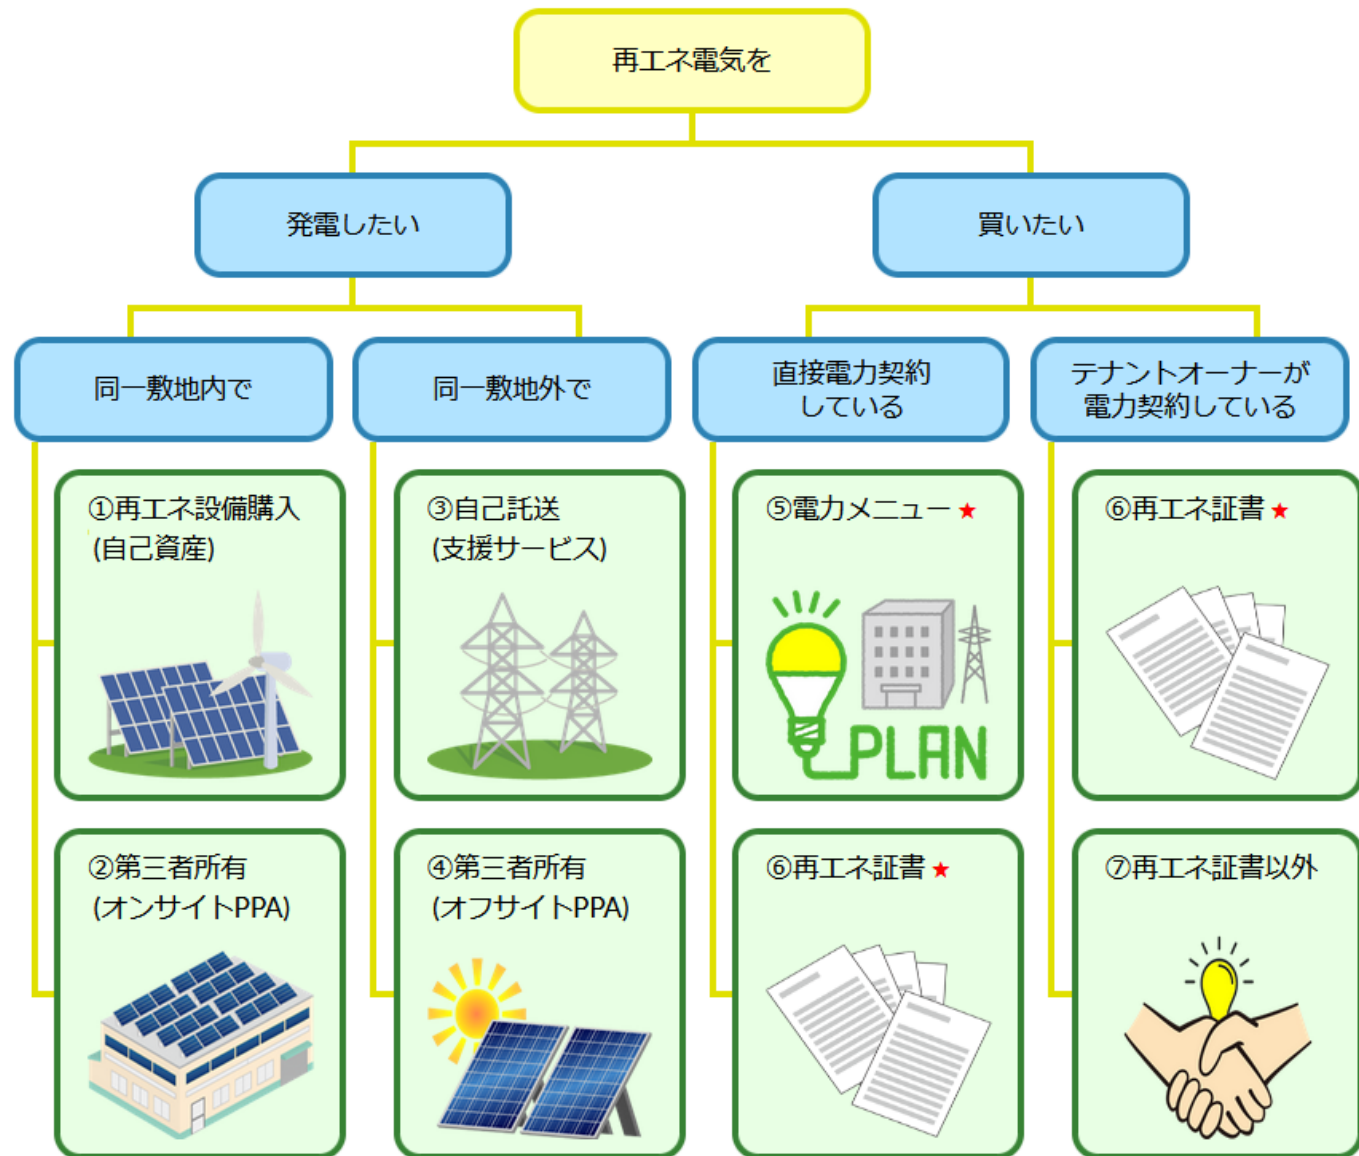 再エネ電気を
発電したい
買いたい
同一敷地内で
同一敷地外で
直接電力契約
している
テナントオーナーが
電力契約している
①再エネ設備購入
(自己資産)
③自己託送
(支援サービス)
⑤電力メニュー★
PLAN
⑥再エネ証書★
②第三者所有
(オンサイトPPA)
④第三者所有
(オフサイトPPA)
⑥再エネ証書★
⑦再エネ証書以外